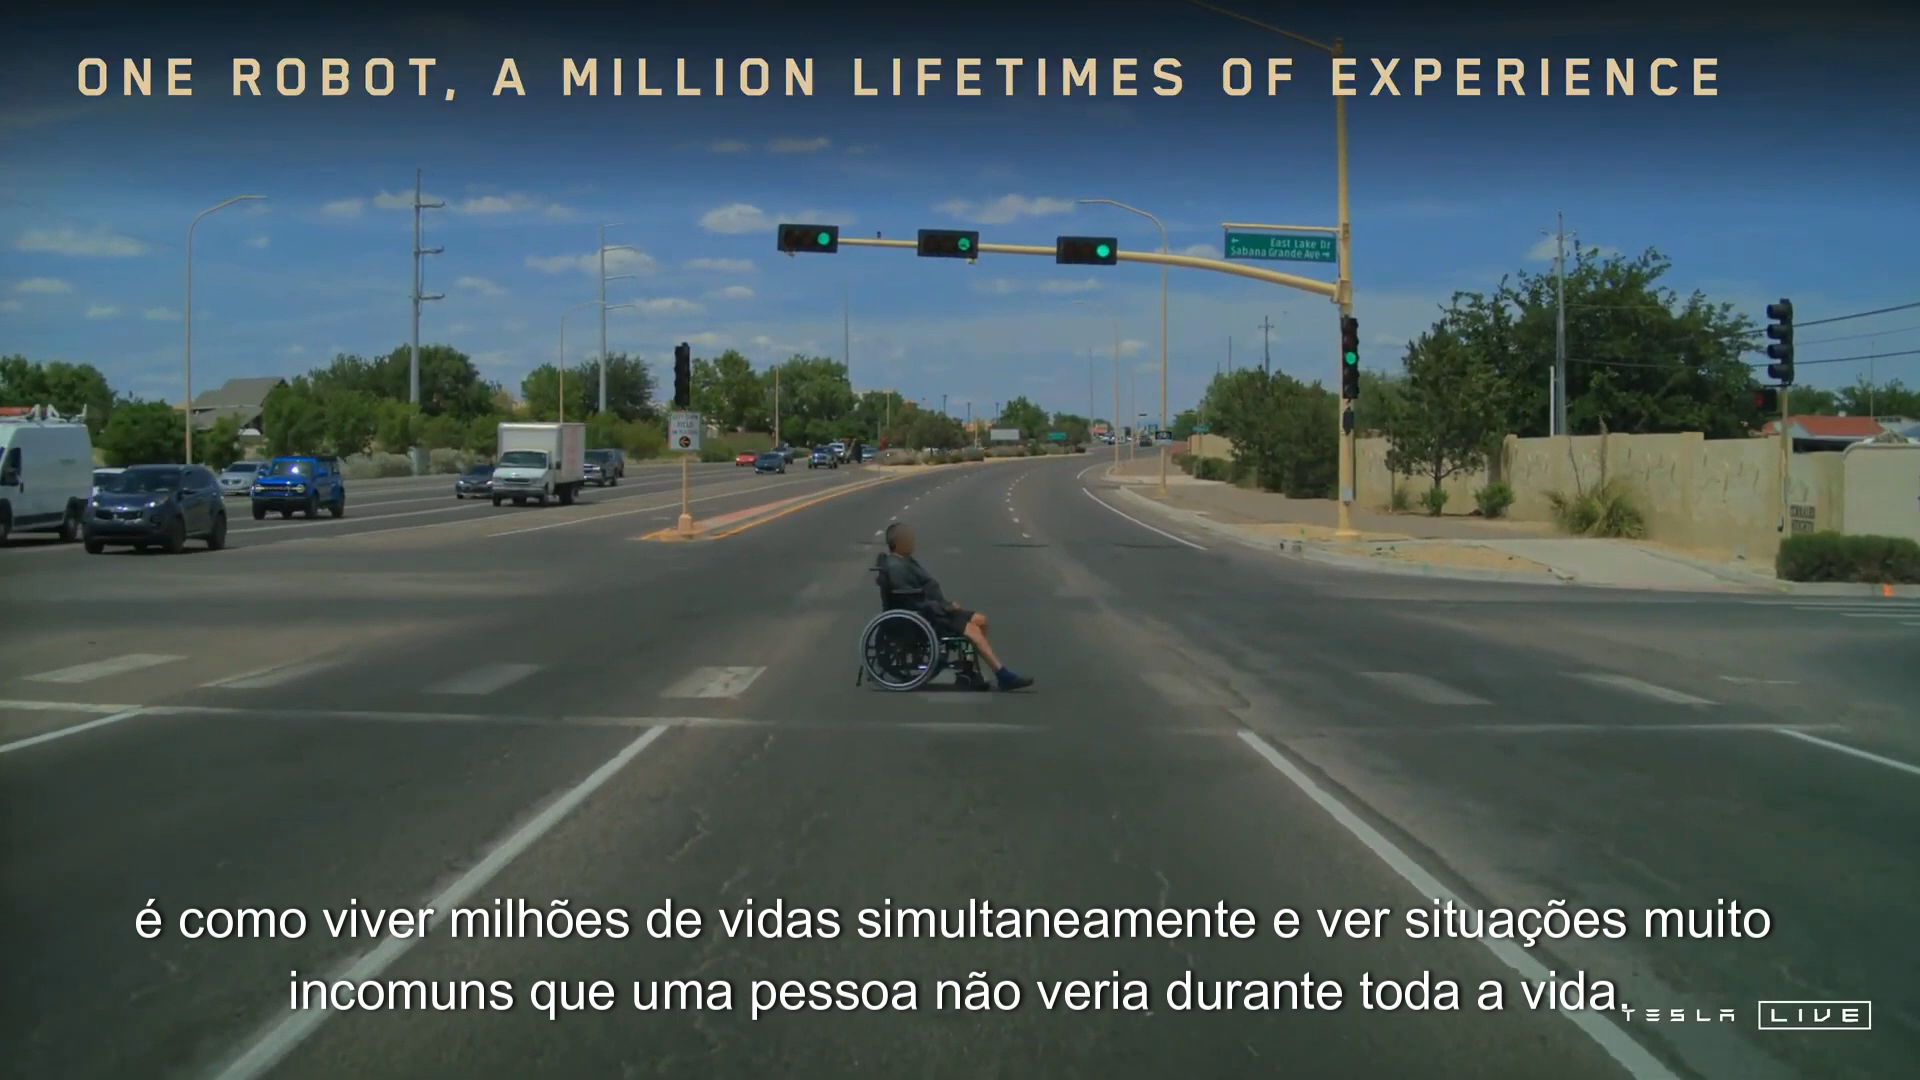 ONE ROBOT, A MILLION LIFETIMES OF EXPERIENCE
East Lake Dr
Sabana Grande Ave
YIELD
é como viver milhões de vidas simultaneamente e ver situações muito
incomuns que uma pessoa não veria durante toda a vida.
TESLA LIVE